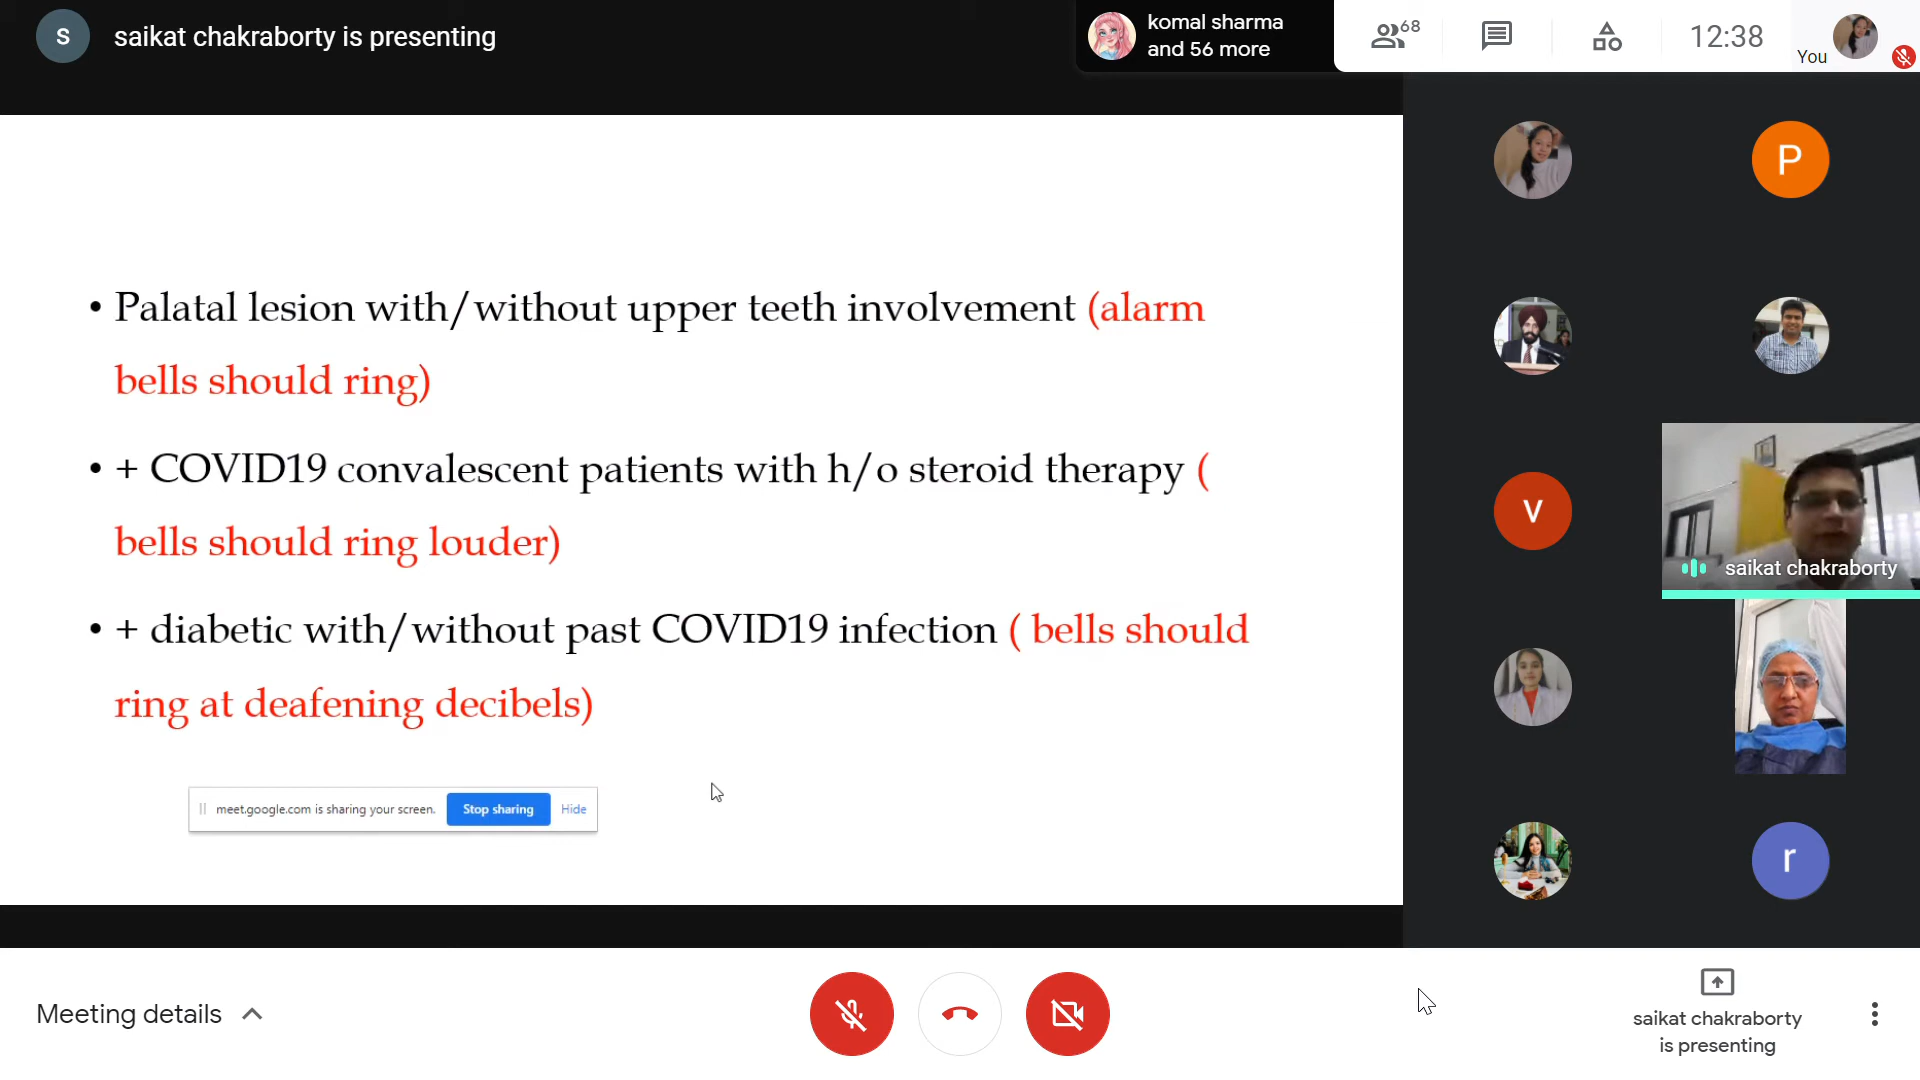 S
saikat chakraborty is presenting
komal sharma
and 56 more
68
12:38
You
• Palatal lesion with/without upper teeth involvement (alarm
bells should ring)
• + COVID19 convalescent patients with h/o steroid therapy (
bells should ring louder)
• + diabetic with/without past COVID19 infection ( bells should
ring at deafening decibels)
meet.google.com is sharing your screen.
Stop sharing
Hide
P
V
saikat chakraborty
r
Meeting details
saikat chakraborty
is presenting